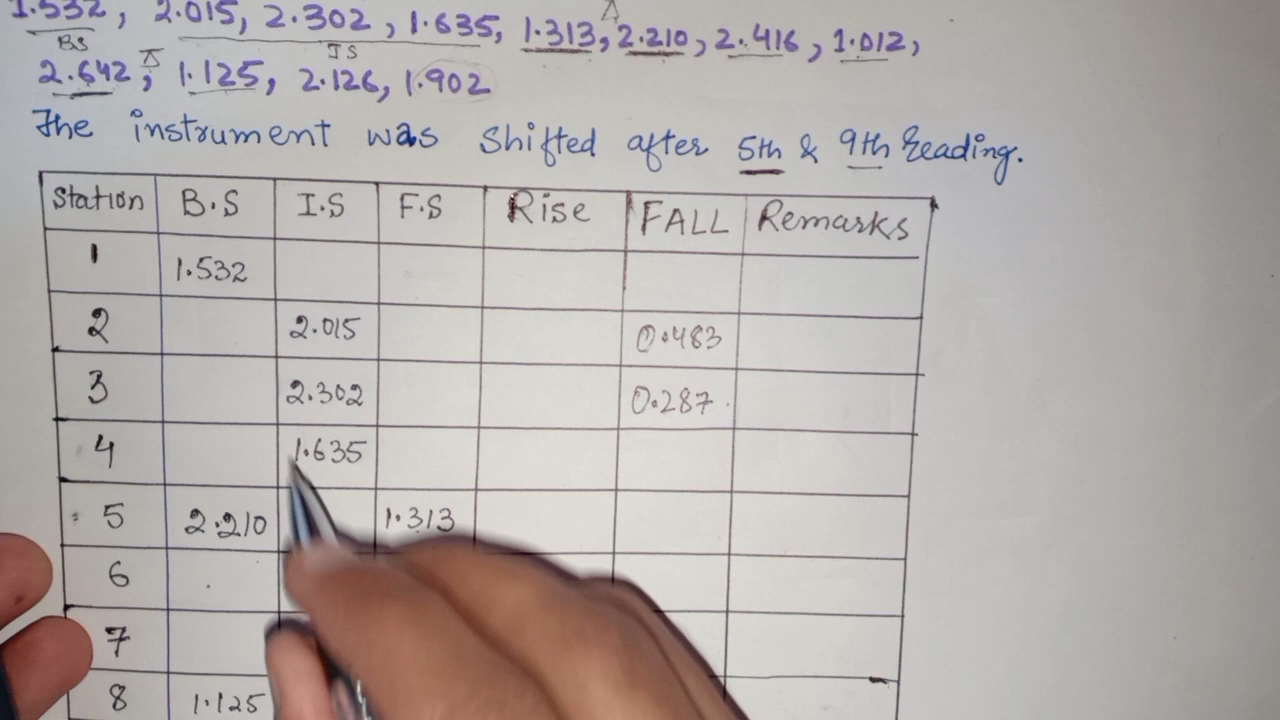 1.532, 2.015, 2.302, 1.635, 1.313, 2.210, 2.416, 1.012,
BS IS
2.642, 1.125, 2.126, 1.902
The instrument was Shifted after 5th & 9th reading.
Station B.S I.S F.S Rise FALL Remarks
1 1.532
2 2.015 0.483
3 2.302 0.287
4 1.635
5 2.210 1.313
6
7
8 1.125